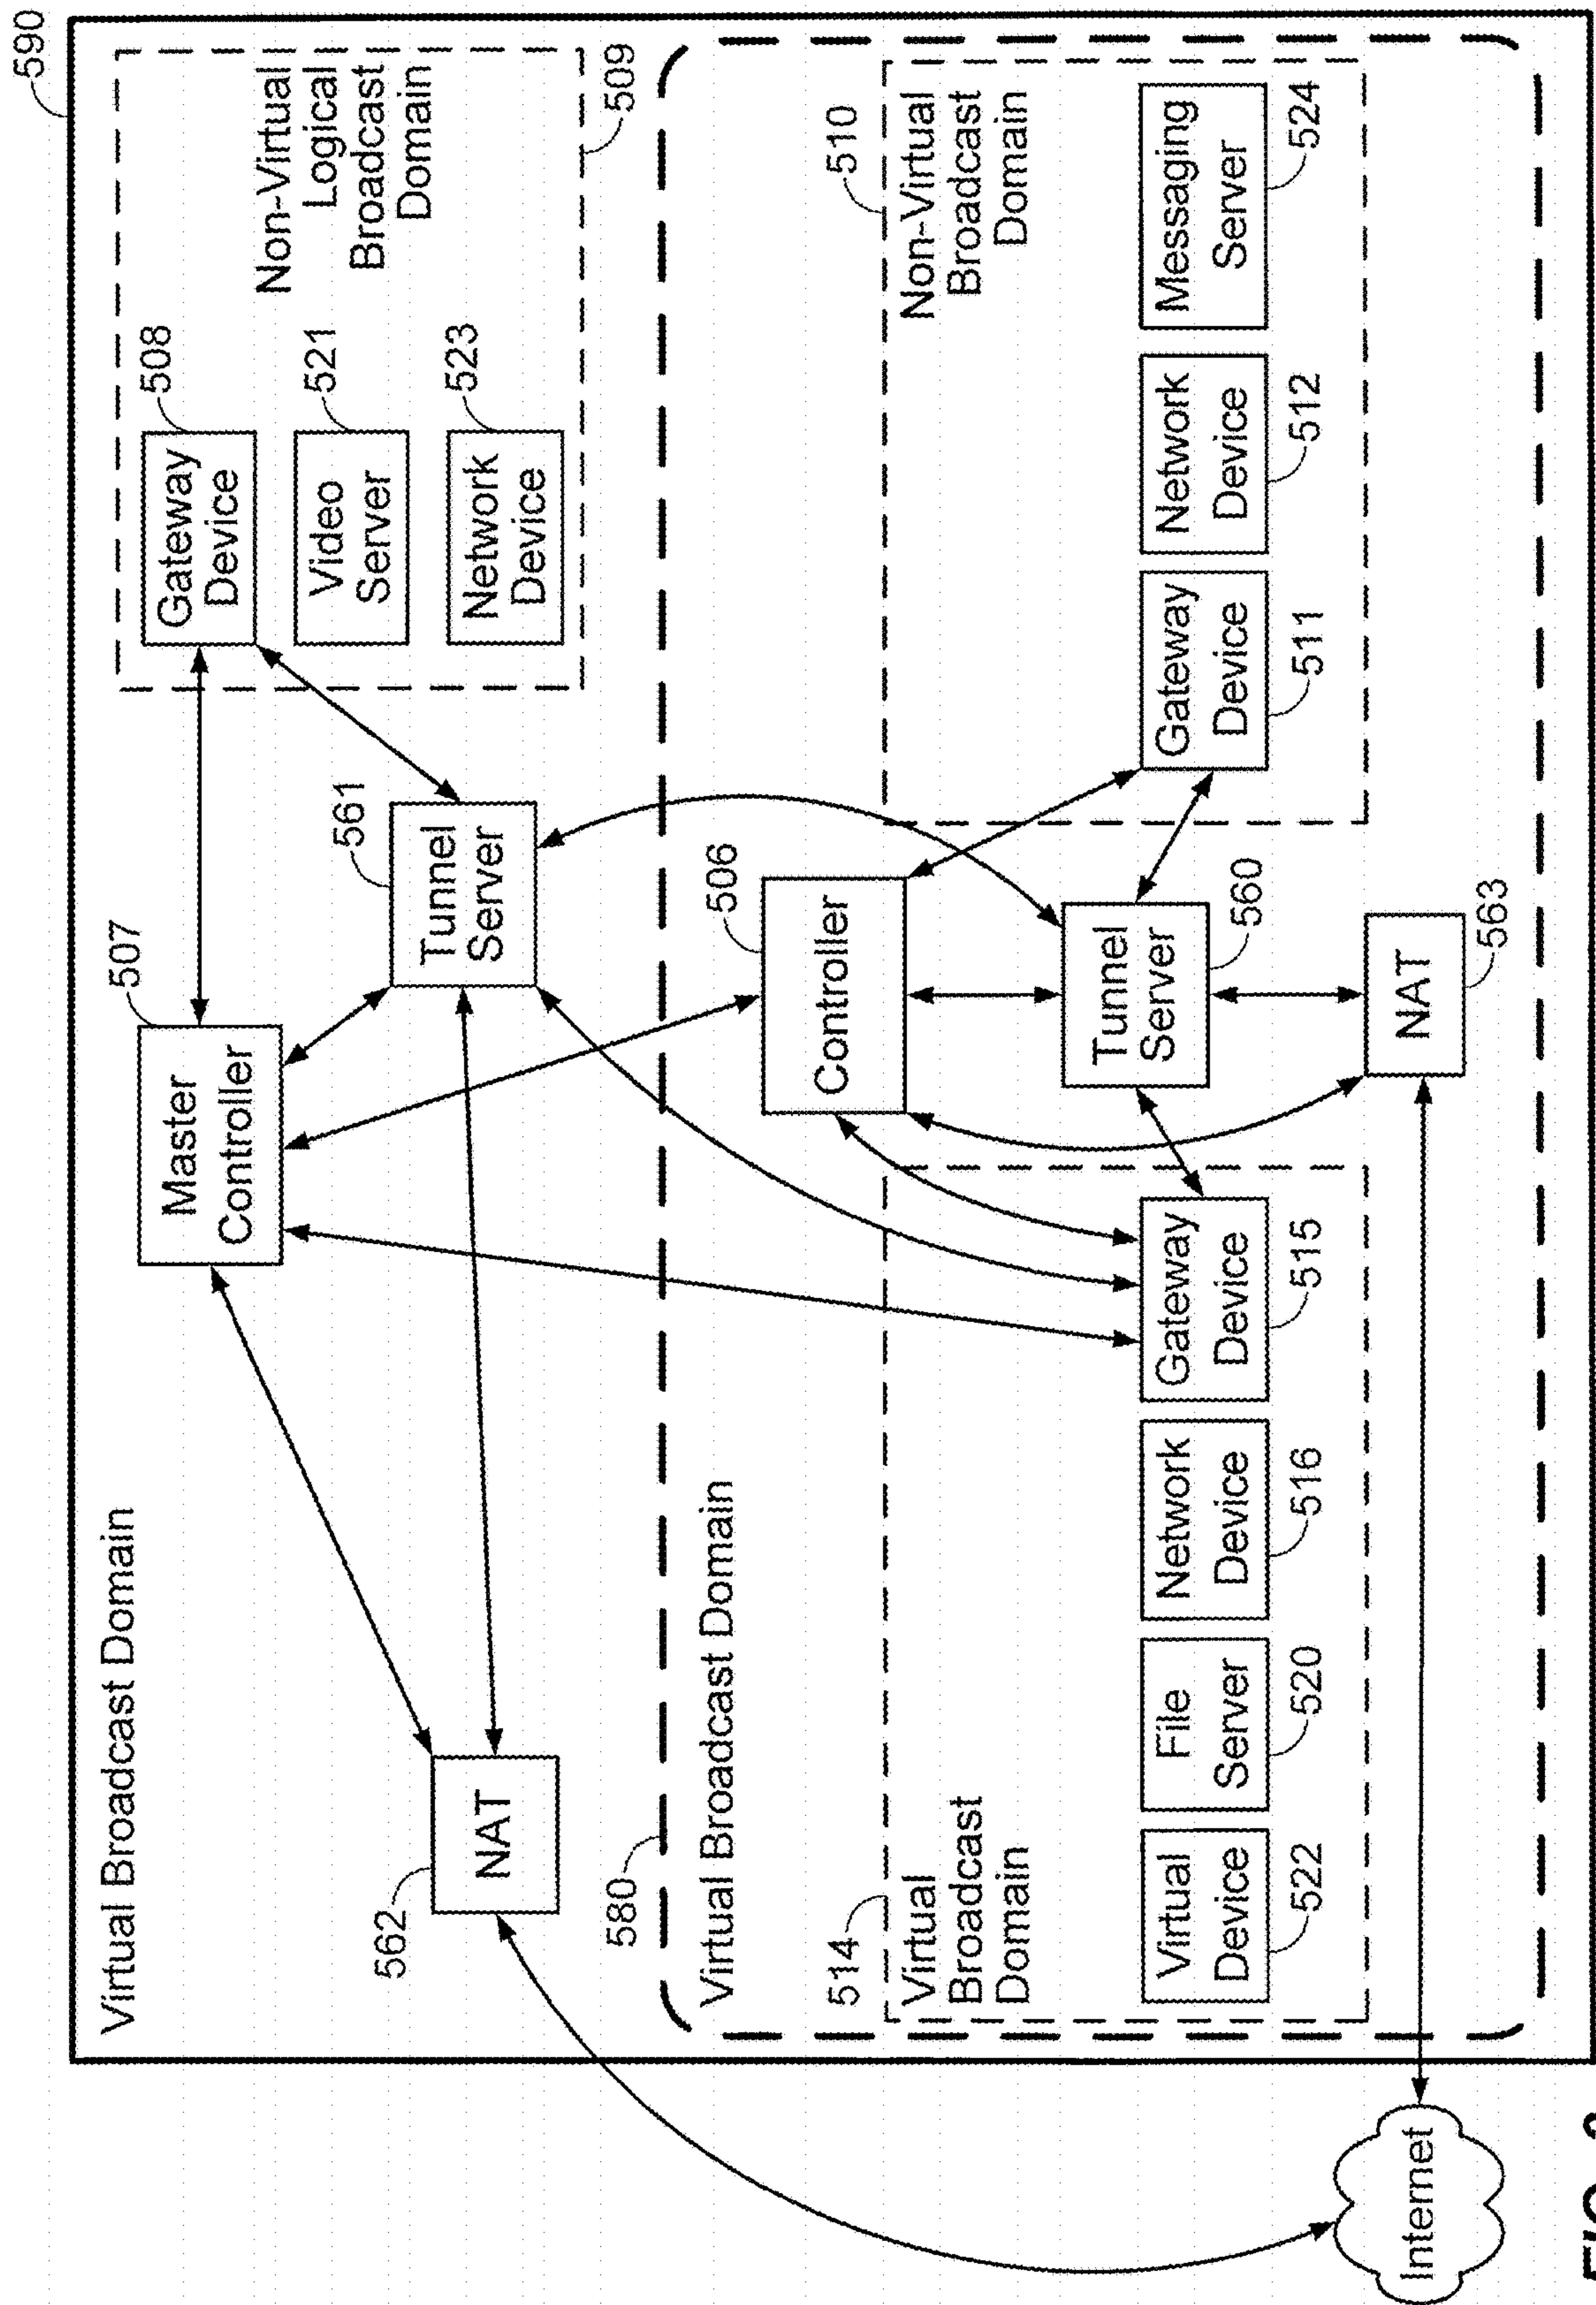 590
Virtual Broadcast Domain
507
Master
Controller
508
Gateway
Device
Non-Virtual
Logical
Broadcast
Domain
521
Video
Server
561
Tunnel
Server
523
Network
Device
509
562
NAT
580
Virtual Broadcast Domain
506
Controller
514
Virtual
Broadcast
Domain
510
Non-Virtual
Broadcast
Domain
Virtual
Device
522
File
Server
520
Network
Device
516
Gateway
Device
515
Tunnel
Server
560
Gateway
Device
511
Network
Device
512
Messaging
Server
524
NAT
563
Internet
FIG.